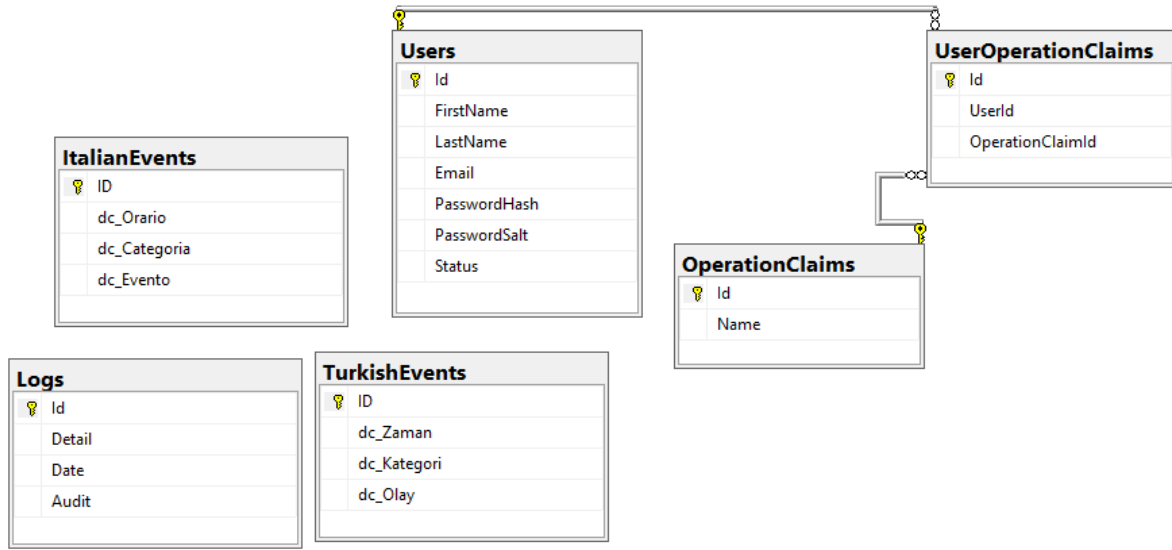 Users
Id
FirstName
LastName
Email
PasswordHash
PasswordSalt
Status
UserOperationClaims
Id
UserId
OperationClaimId
ItalianEvents
ID
dc_Orario
dc_Categoria
dc_Evento
OperationClaims
Id
Name
Logs
Id
Detail
Date
Audit
TurkishEvents
ID
dc_Zaman
dc_Kategori
dc_Olay